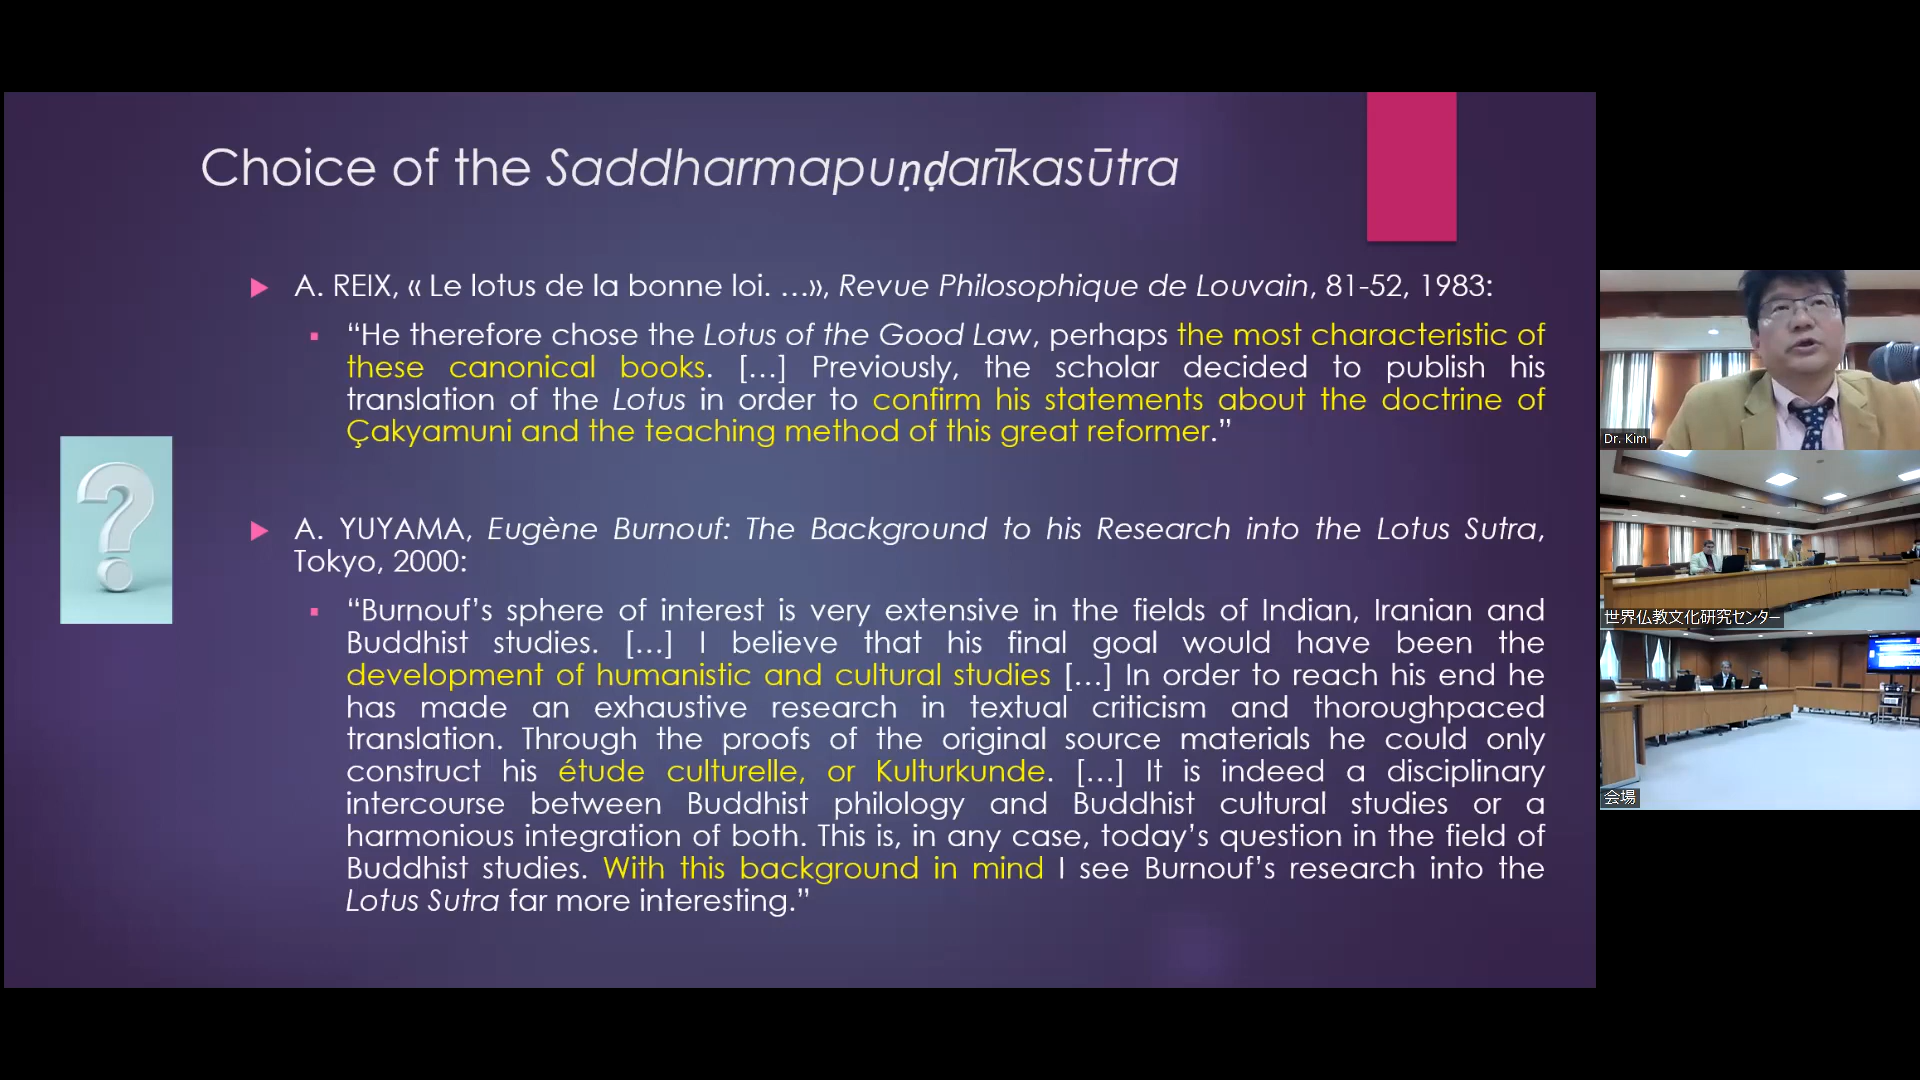 Choice of the Saddharmapuṇḍarīkasūtra
A. REIX, « Le lotus de la bonne loi. …», Revue Philosophique de Louvain, 81-52, 1983:
“He therefore chose the Lotus of the Good Law, perhaps the most characteristic of
these canonical books. […] Previously, the scholar decided to publish his
translation of the Lotus in order to confirm his statements about the doctrine of
Çakyamuni and the teaching method of this great reformer.”
A. YUYAMA, Eugène Burnouf: The Background to his Research into the Lotus Sutra,
Tokyo, 2000:
“Burnouf’s sphere of interest is very extensive in the fields of Indian, Iranian and
Buddhist studies. […] I believe that his final goal would have been the
development of humanistic and cultural studies […] In order to reach his end he
has made an exhaustive research in textual criticism and thoroughpaced
translation. Through the proofs of the original source materials he could only
construct his étude culturelle, or Kulturkunde. […] It is indeed a disciplinary
intercourse between Buddhist philology and Buddhist cultural studies or a
harmonious integration of both. This is, in any case, today’s question in the field of
Buddhist studies. With this background in mind I see Burnouf’s research into the
Lotus Sutra far more interesting.”
Dr. Kim
世界仏教文化研究センター
会場